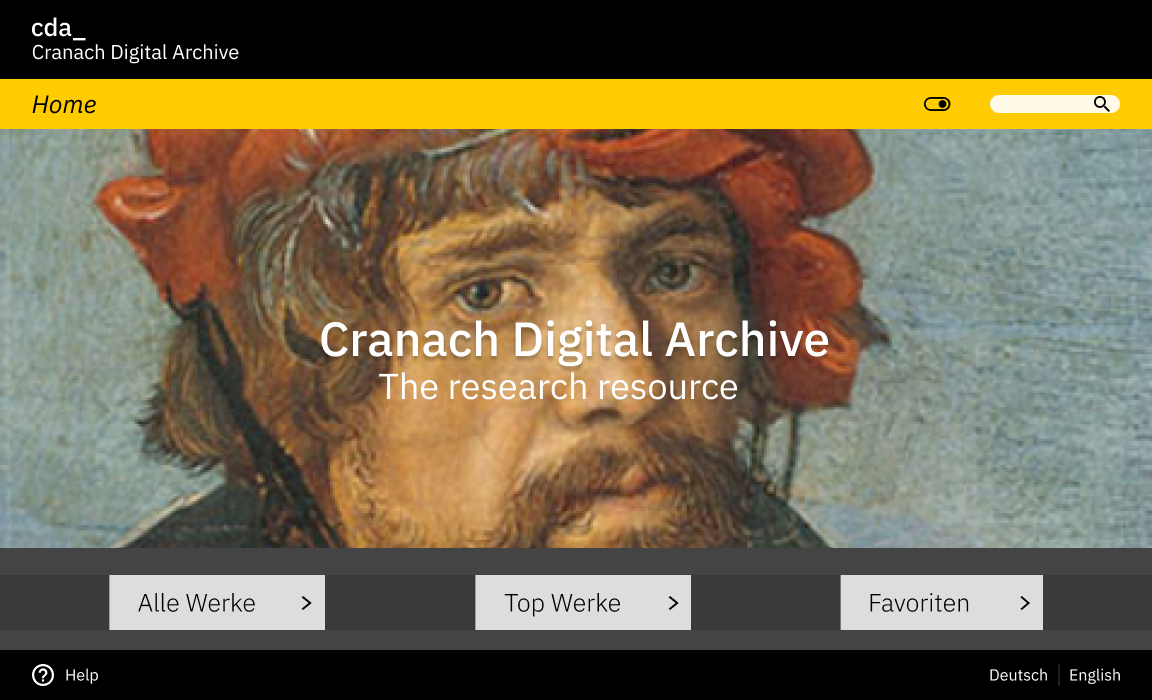 cda_
Cranach Digital Archive
Home
Cranach Digital Archive
The research resource
Alle Werke
Top Werke
Favoriten
Help
Deutsch
English